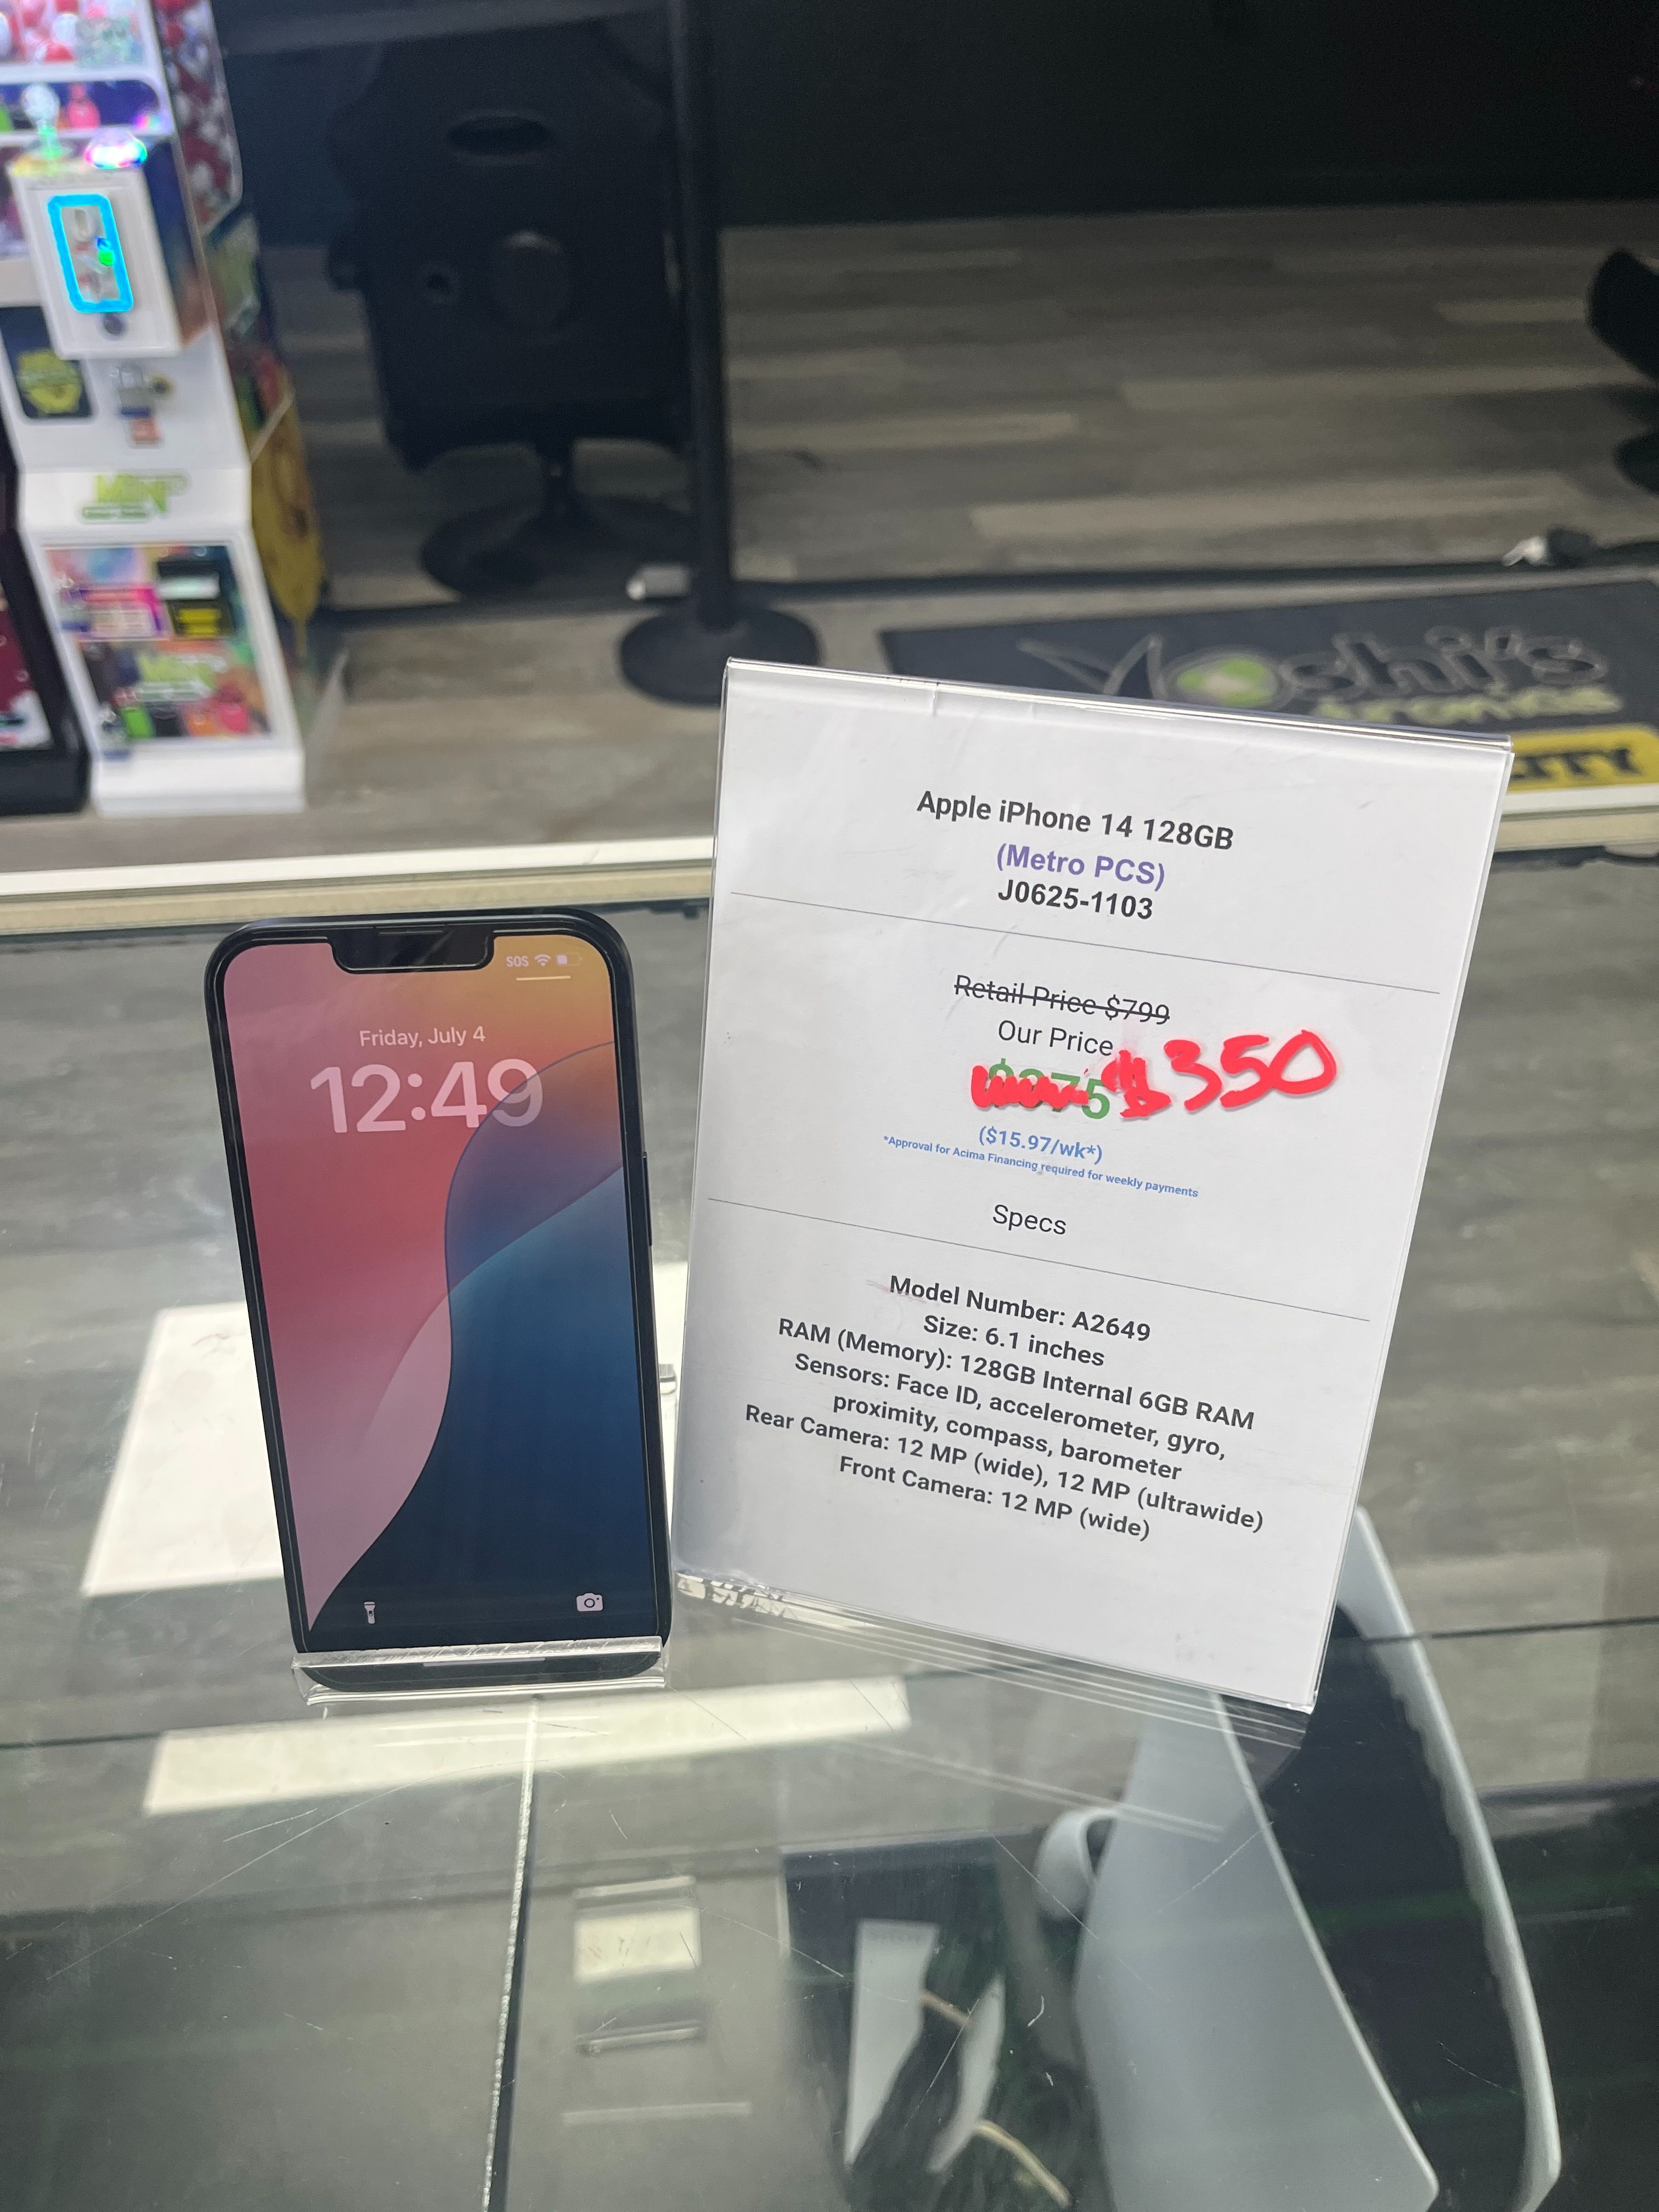 Apple iPhone 14 128GB
(Metro PCS)
J0625-1103
Retail Price $799
Our Price
$375 $350
($15.97/wk*)
*Approval for Acima Financing required for weekly payments
Specs
Model Number: A2649
Size: 6.1 inches
RAM (Memory): 128GB Internal 6GB RAM
Sensors: Face ID, accelerometer, gyro,
proximity, compass, barometer
Rear Camera: 12 MP (wide), 12 MP (ultrawide)
Front Camera: 12 MP (wide)
SOS
Friday, July 4
12:49
Yoshi's
MINI